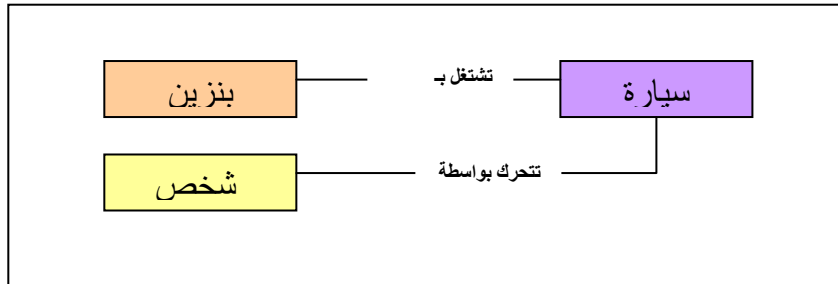 سيارة
تشتغل بـ
بنزين
تتحرك بواسطة
شخص